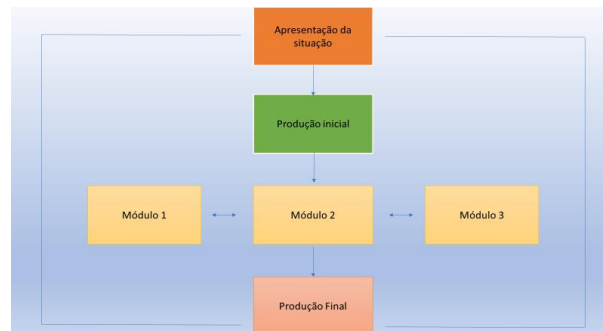 Apresentação da
situação
Produção inicial
Módulo 1
Módulo 2
Módulo 3
Produção Final